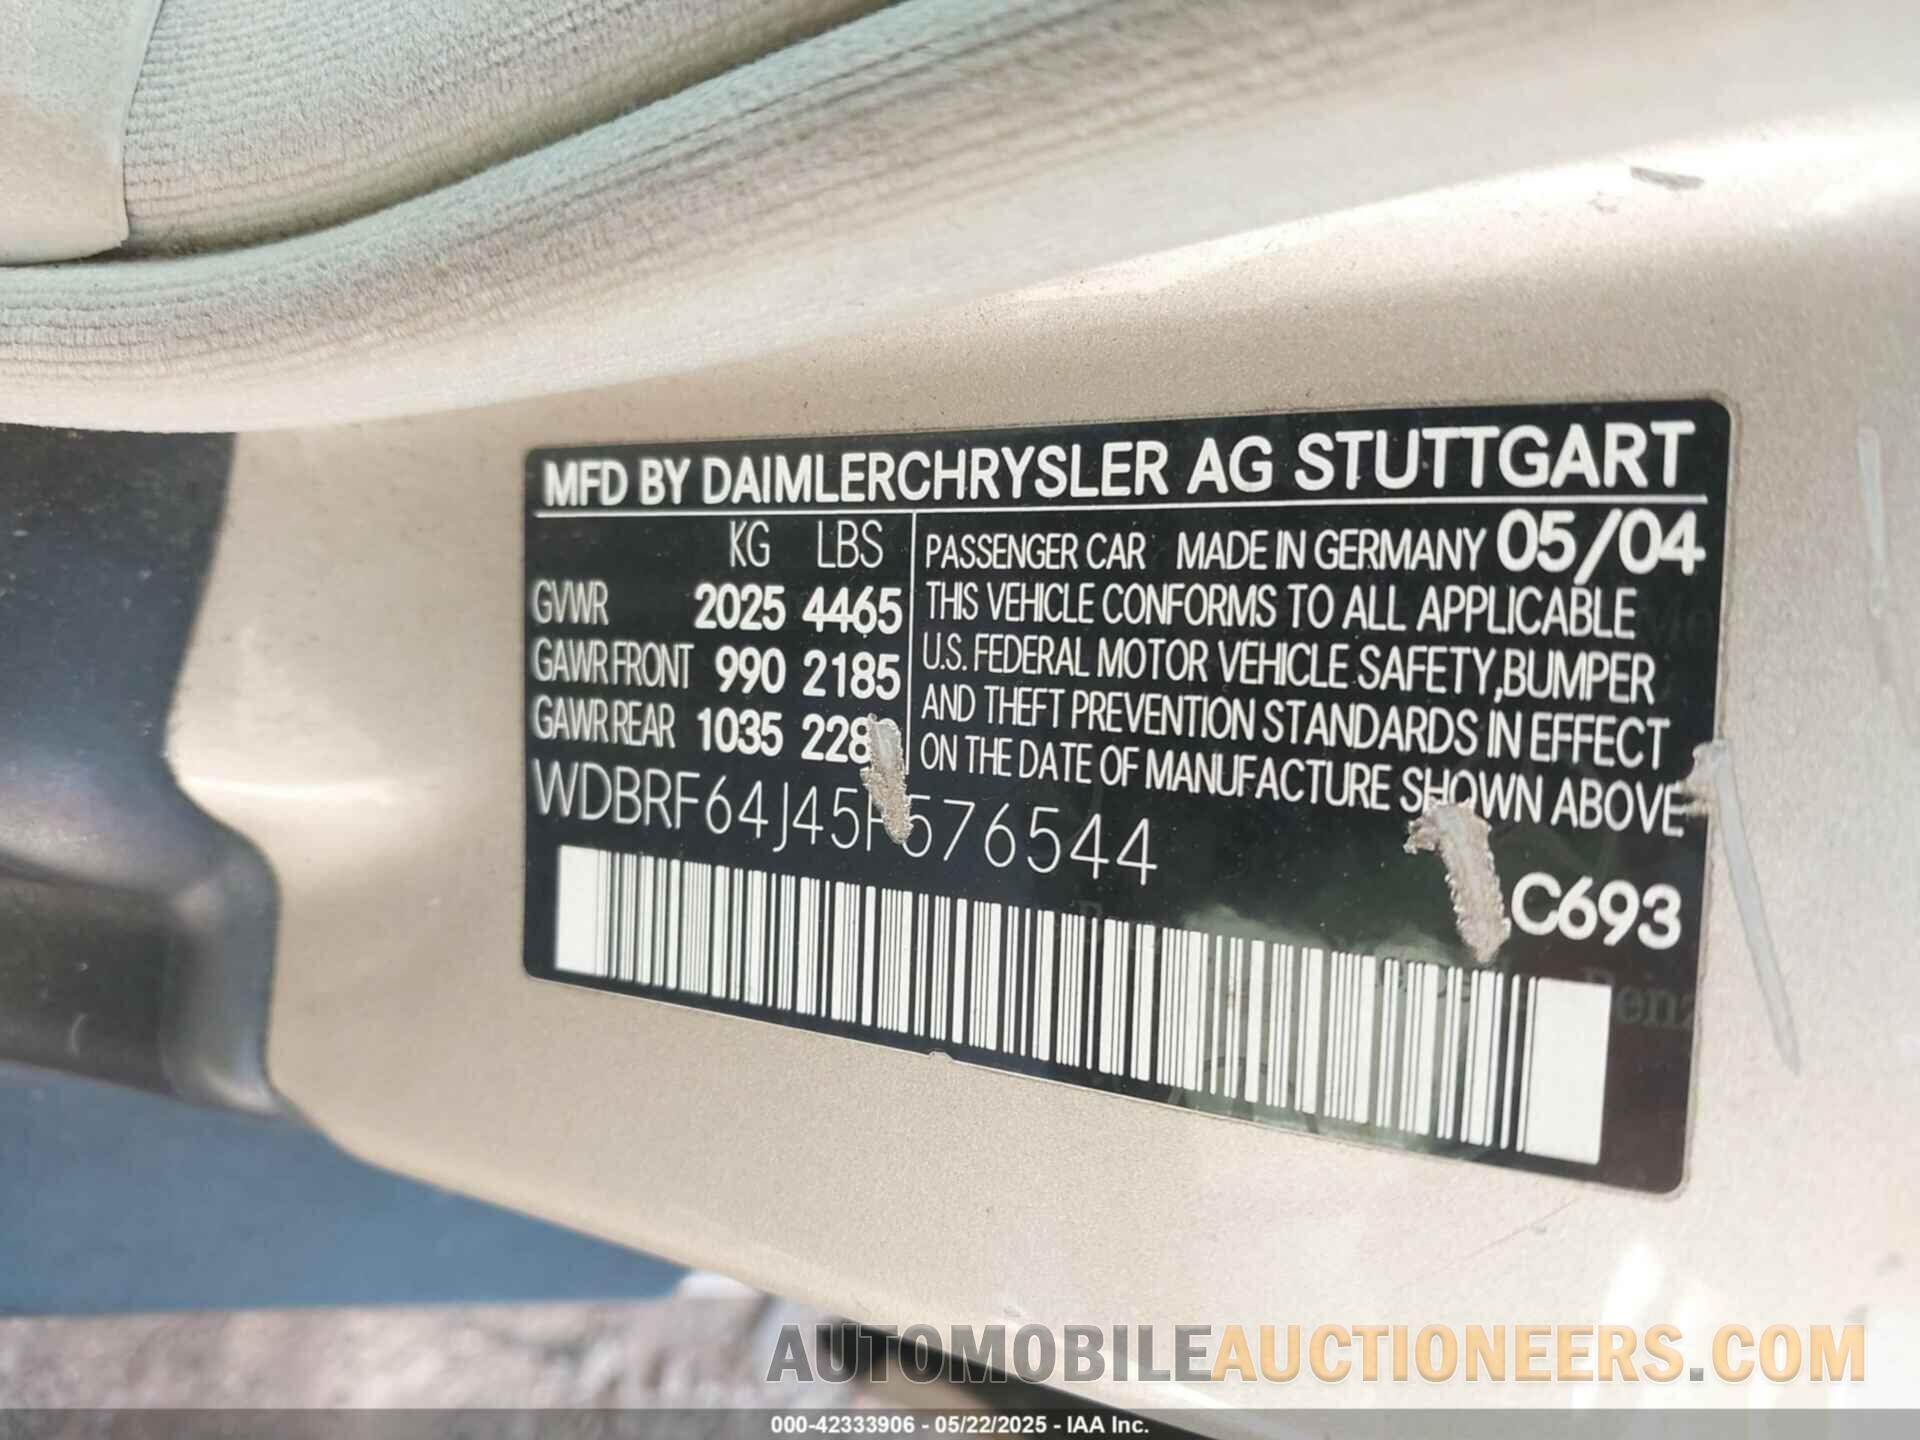 MFD BY DAIMLERCHRYSLER AG STUTTGART
KG LBS
GVWR 2025 4465
GAWR FRONT 990 2185
GAWR REAR 1035
PASSENGER CAR MADE IN GERMANY 05/04
THIS VEHICLE CONFORMS TO ALL APPLICABLE
U.S. FEDERAL MOTOR VEHICLE SAFETY, BUMPER
AND THEFT PREVENTION STANDARDS IN EFFECT
ON THE DATE OF MANUFACTURE SHOWN ABOVE
C693
AUTOMOBILEAUCTIONEERS.COM
000-42333906 - 05/22/2025 - IAA Inc.